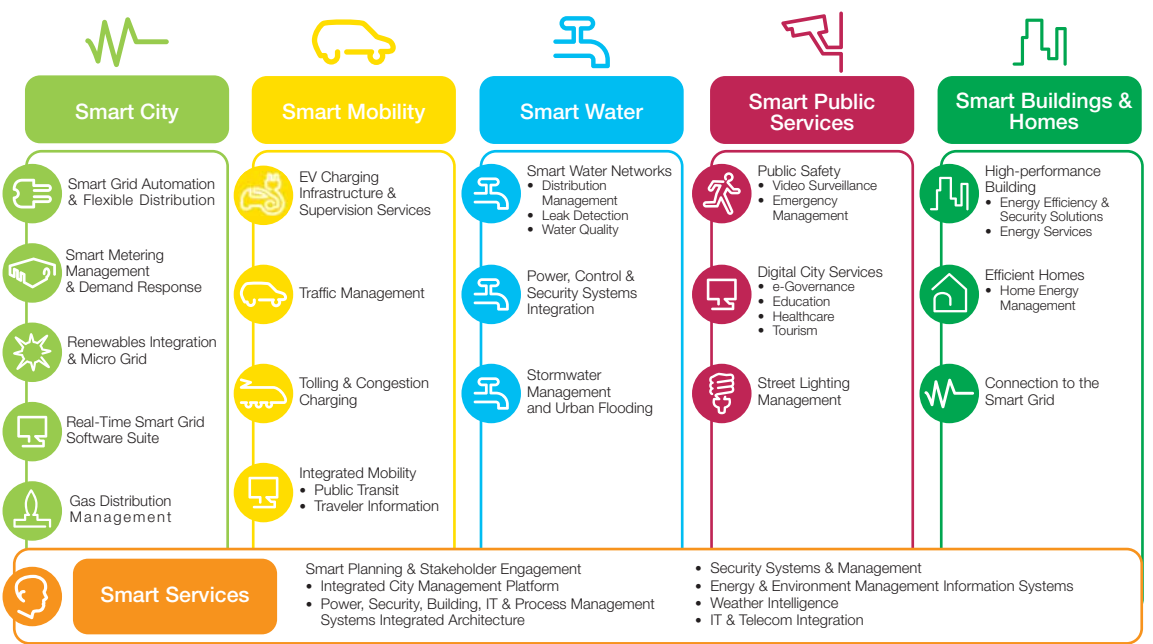 Smart City
Smart Grid Automation
& Flexible Distribution
Smart Metering
Management
& Demand Response
Renewables Integration
& Micro Grid
Real-Time Smart Grid
Software Suite
Gas Distribution
Management
Smart Mobility
EV Charging
Infrastructure &
Supervision Services
Traffic Management
Tolling & Congestion
Charging
Integrated Mobility
• Public Transit
• Traveler Information
Smart Water
Smart Water Networks
• Distribution
Management
• Leak Detection
• Water Quality
Power, Control &
Security Systems
Integration
Stormwater
Management
and Urban Flooding
Smart Public
Services
Public Safety
• Video Surveillance
• Emergency
Management
Digital City Services
• e-Governance
• Education
• Healthcare
• Tourism
Street Lighting
Management
Smart Buildings &
Homes
High-performance
Building
• Energy Efficiency &
Security Solutions
• Energy Services
Efficient Homes
• Home Energy
Management
Connection to the
Smart Grid
Smart Services
Smart Planning & Stakeholder Engagement
• Integrated City Management Platform
• Power, Security, Building, IT & Process Management
Systems Integrated Architecture
• Security Systems & Management
• Energy & Environment Management Information Systems
• Weather Intelligence
• IT & Telecom Integration